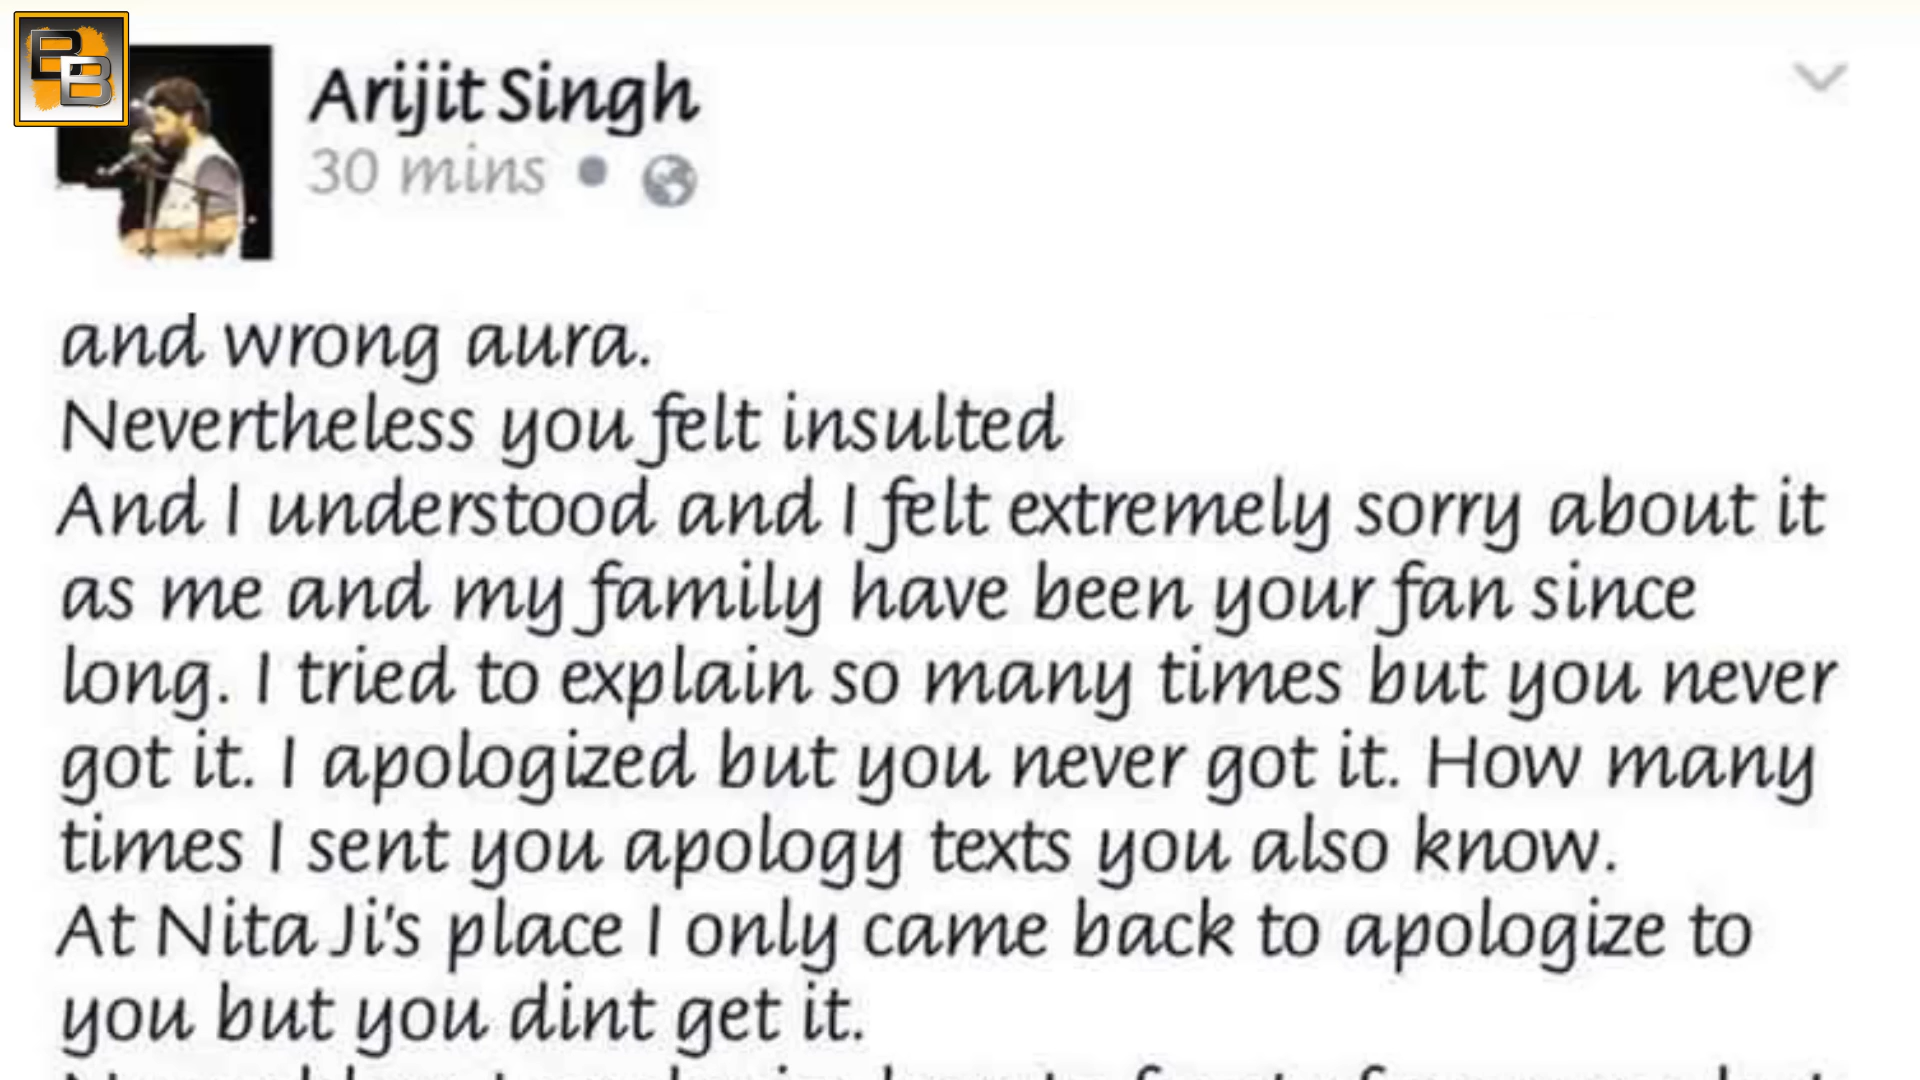 BB
Arijit Singh
30 mins
and wrong aura.
Nevertheless you felt insulted
And I understood and I felt extremely sorry about it
as me and my family have been your fan since
long. I tried to explain so many times but you never
got it. I apologized but you never got it. How many
times I sent you apology texts you also know.
At Nita Ji's place I only came back to apologize to
you but you dint get it.